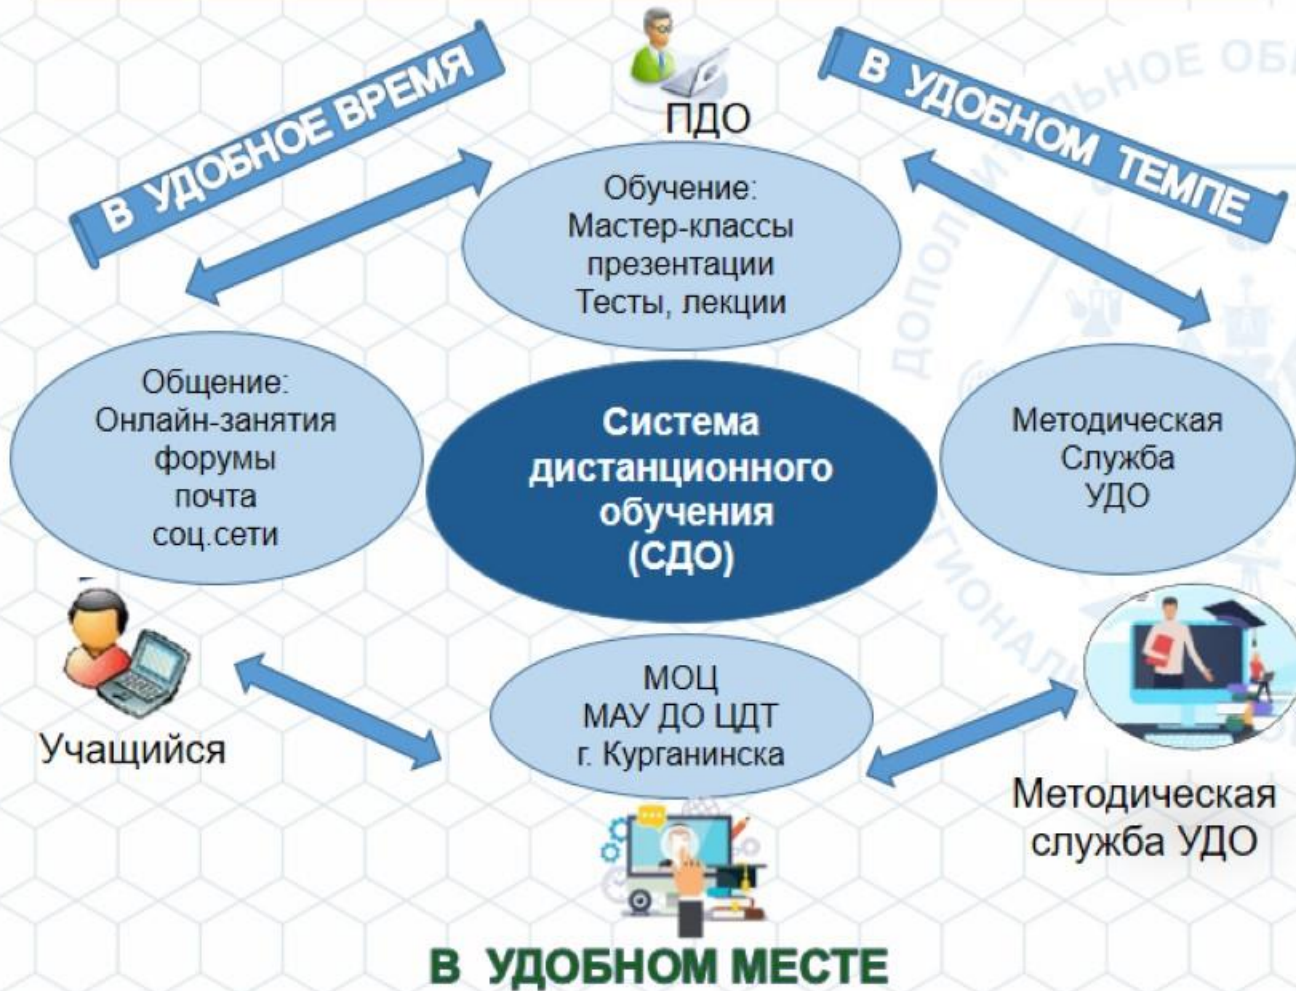 В УДОБНОЕ ВРЕМЯ
ПДО
В УДОБНОМ ТЕМПЕ
Обучение:
Мастер-классы
презентации
Тесты, лекции
Общение:
Онлайн-занятия
форумы
почта
соц.сети
Система
дистанционного
обучения
(СДО)
Методическая
Служба
УДО
Учащийся
МОЦ
МАУ ДО ЦДТ
г. Курганинска
Методическая
служба УДО
В УДОБНОМ МЕСТЕ